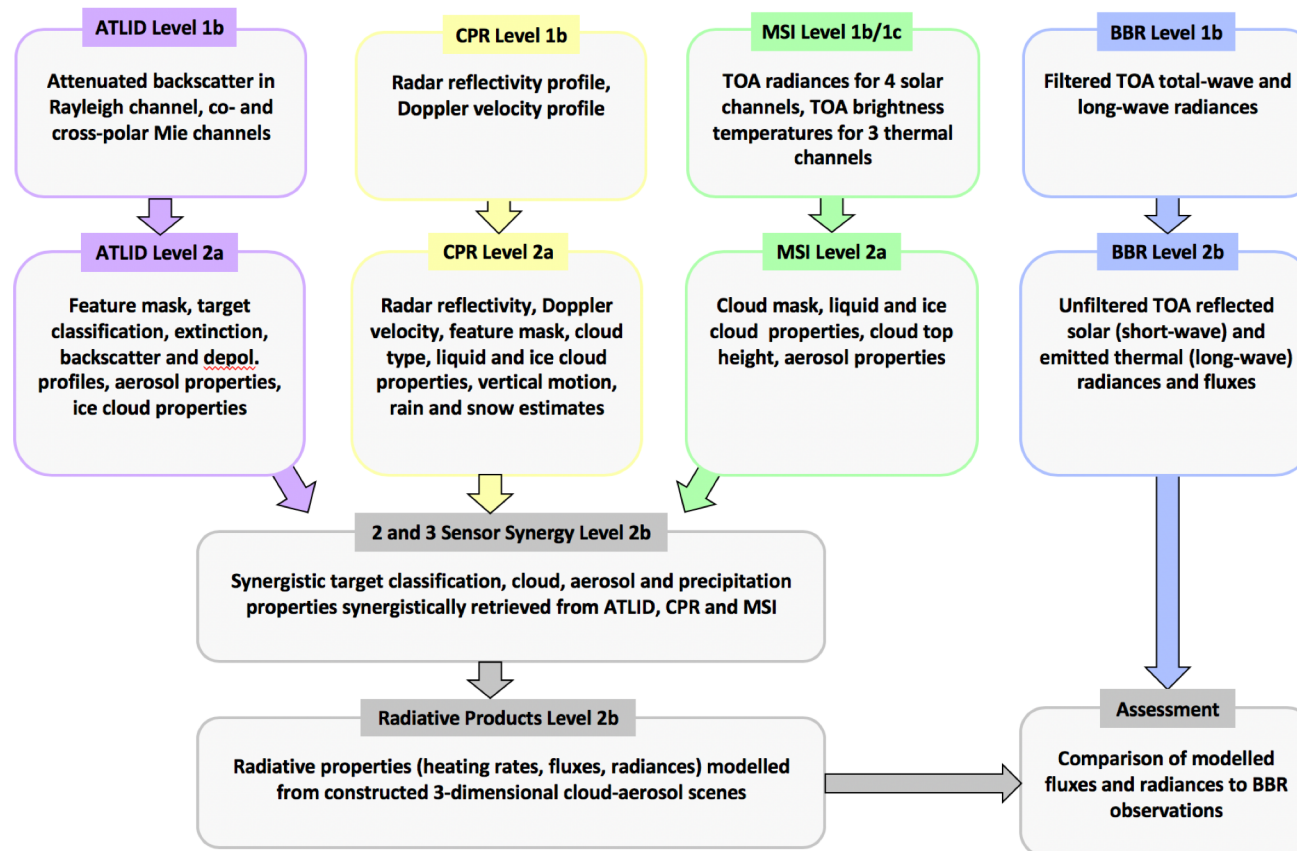 ATLID Level 1b
Attenuated backscatter in
Rayleigh channel, co- and
cross-polar Mie channels
CPR Level 1b
Radar reflectivity profile,
Doppler velocity profile
MSI Level 1b/1c
TOA radiances for 4 solar
channels, TOA brightness
temperatures for 3 thermal
channels
BBR Level 1b
Filtered TOA total-wave and
long-wave radiances
ATLID Level 2a
Feature mask, target
classification, extinction,
backscatter and depol.
profiles, aerosol properties,
ice cloud properties
CPR Level 2a
Radar reflectivity, Doppler
velocity, feature mask, cloud
type, liquid and ice cloud
properties, vertical motion,
rain and snow estimates
MSI Level 2a
Cloud mask, liquid and ice
cloud properties, cloud top
height, aerosol properties
BBR Level 2b
Unfiltered TOA reflected
solar (short-wave) and
emitted thermal (long-wave)
radiances and fluxes
2 and 3 Sensor Synergy Level 2b
Synergistic target classification, cloud, aerosol and precipitation
properties synergistically retrieved from ATLID, CPR and MSI
Radiative Products Level 2b
Radiative properties (heating rates, fluxes, radiances) modelled
from constructed 3-dimensional cloud-aerosol scenes
Assessment
Comparison of modelled
fluxes and radiances to BBR
observations